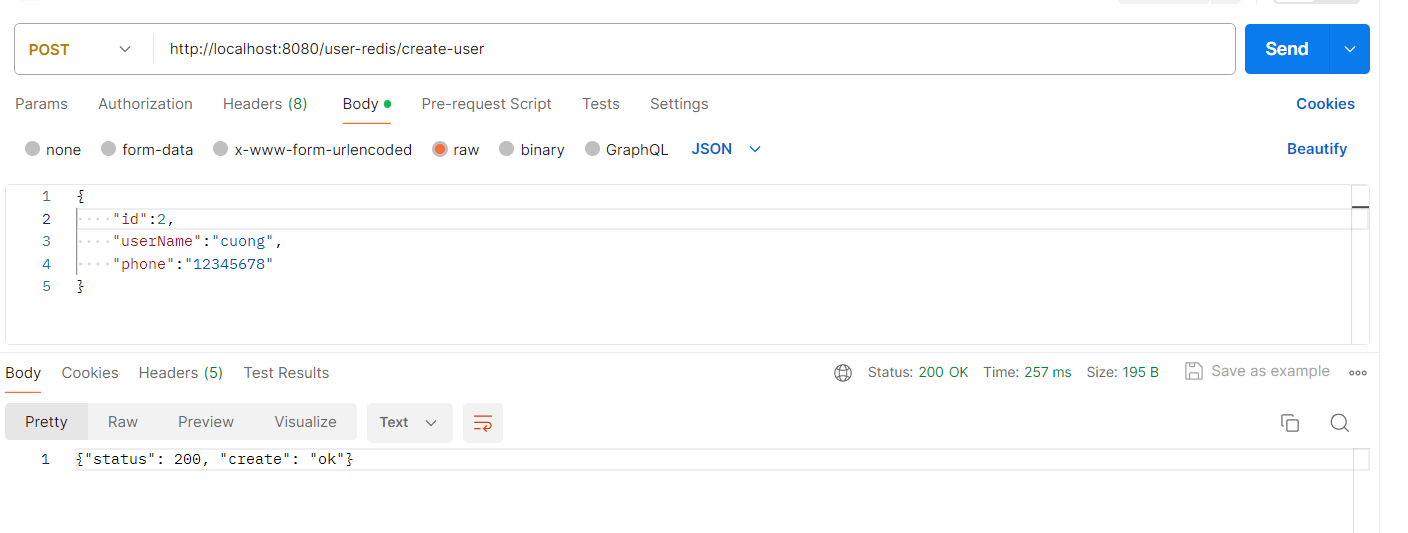 POST http://localhost:8080/user-redis/create-user Send
Params Authorization Headers (8) Body Pre-request Script Tests Settings Cookies
none form-data x-www-form-urlencoded raw binary GraphQL JSON Beautify
1 {
2 "id":2,
3 "userName":"cuong",
4 "phone":"12345678"
5 }
Body Cookies Headers (5) Test Results Status: 200 OK Time: 257 ms Size: 195 B Save as example
Pretty Raw Preview Visualize Text
1 {"status": 200, "create": "ok"}